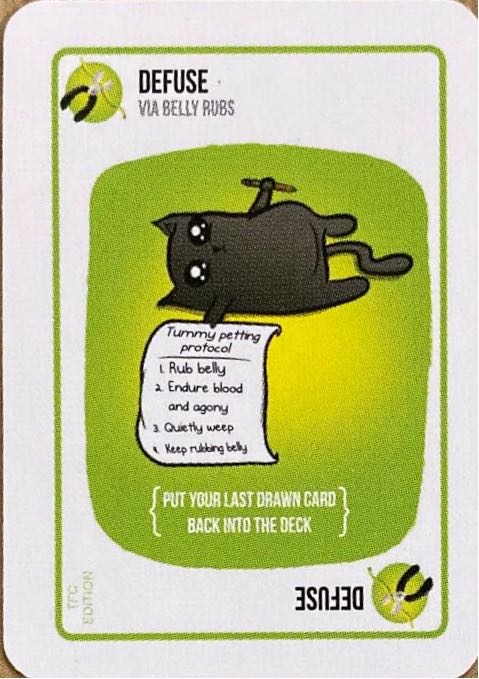 DEFUSE
VIA BELLY RUBS
Tummy petting
protocol
1. Rub belly
2. Endure blood
and agony
3. Quietly weep
4. Keep rubbing belly
{PUT YOUR LAST DRAWN CARD
BACK INTO THE DECK}
TFC
EDITION
DEFUSE